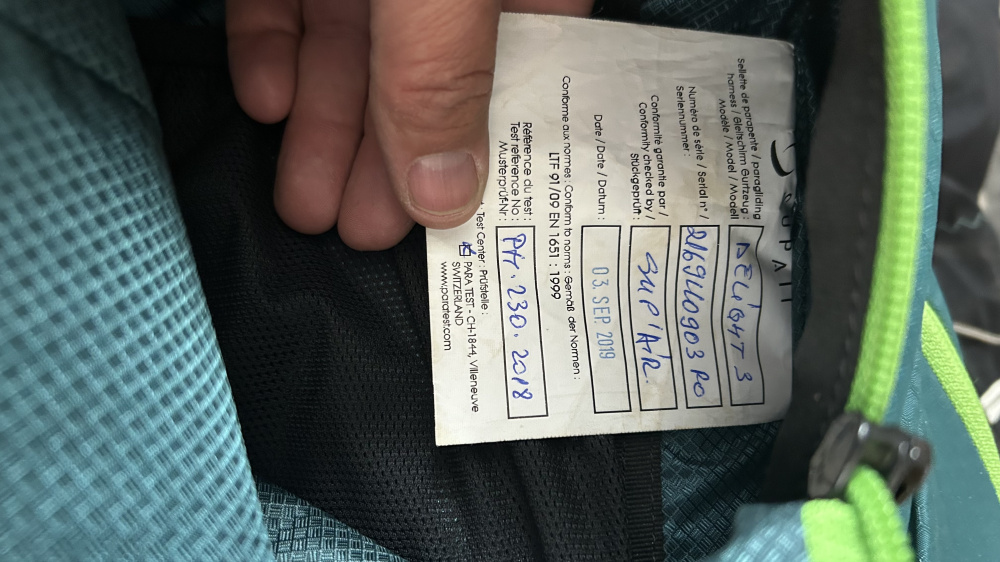 SUPAIR
Sellette de parapente / paragliding
harness / Gleitschirm Gurtzeug :
Modèle / Model / Modell
DELIGHT 3
Numéro de série / Serial n° /
Seriennummer :
Conformité garantie par /
Conformity checked by /
Stückgeprüft :
SUP'AIR
Date / Date / Datum :
03. SEP. 2019
Conforme aux normes : Conform to norms : Gemäß der Normen :
LTF 91/09 EN 1651 : 1999
Référence du test :
Test reference No :
Musterprüf-Nr :
PH. 230. 2018
Test Center : Prüfstelle :
PARA TEST - CH-1844, Villeneuve
SWITZERLAND
www.paratest.com